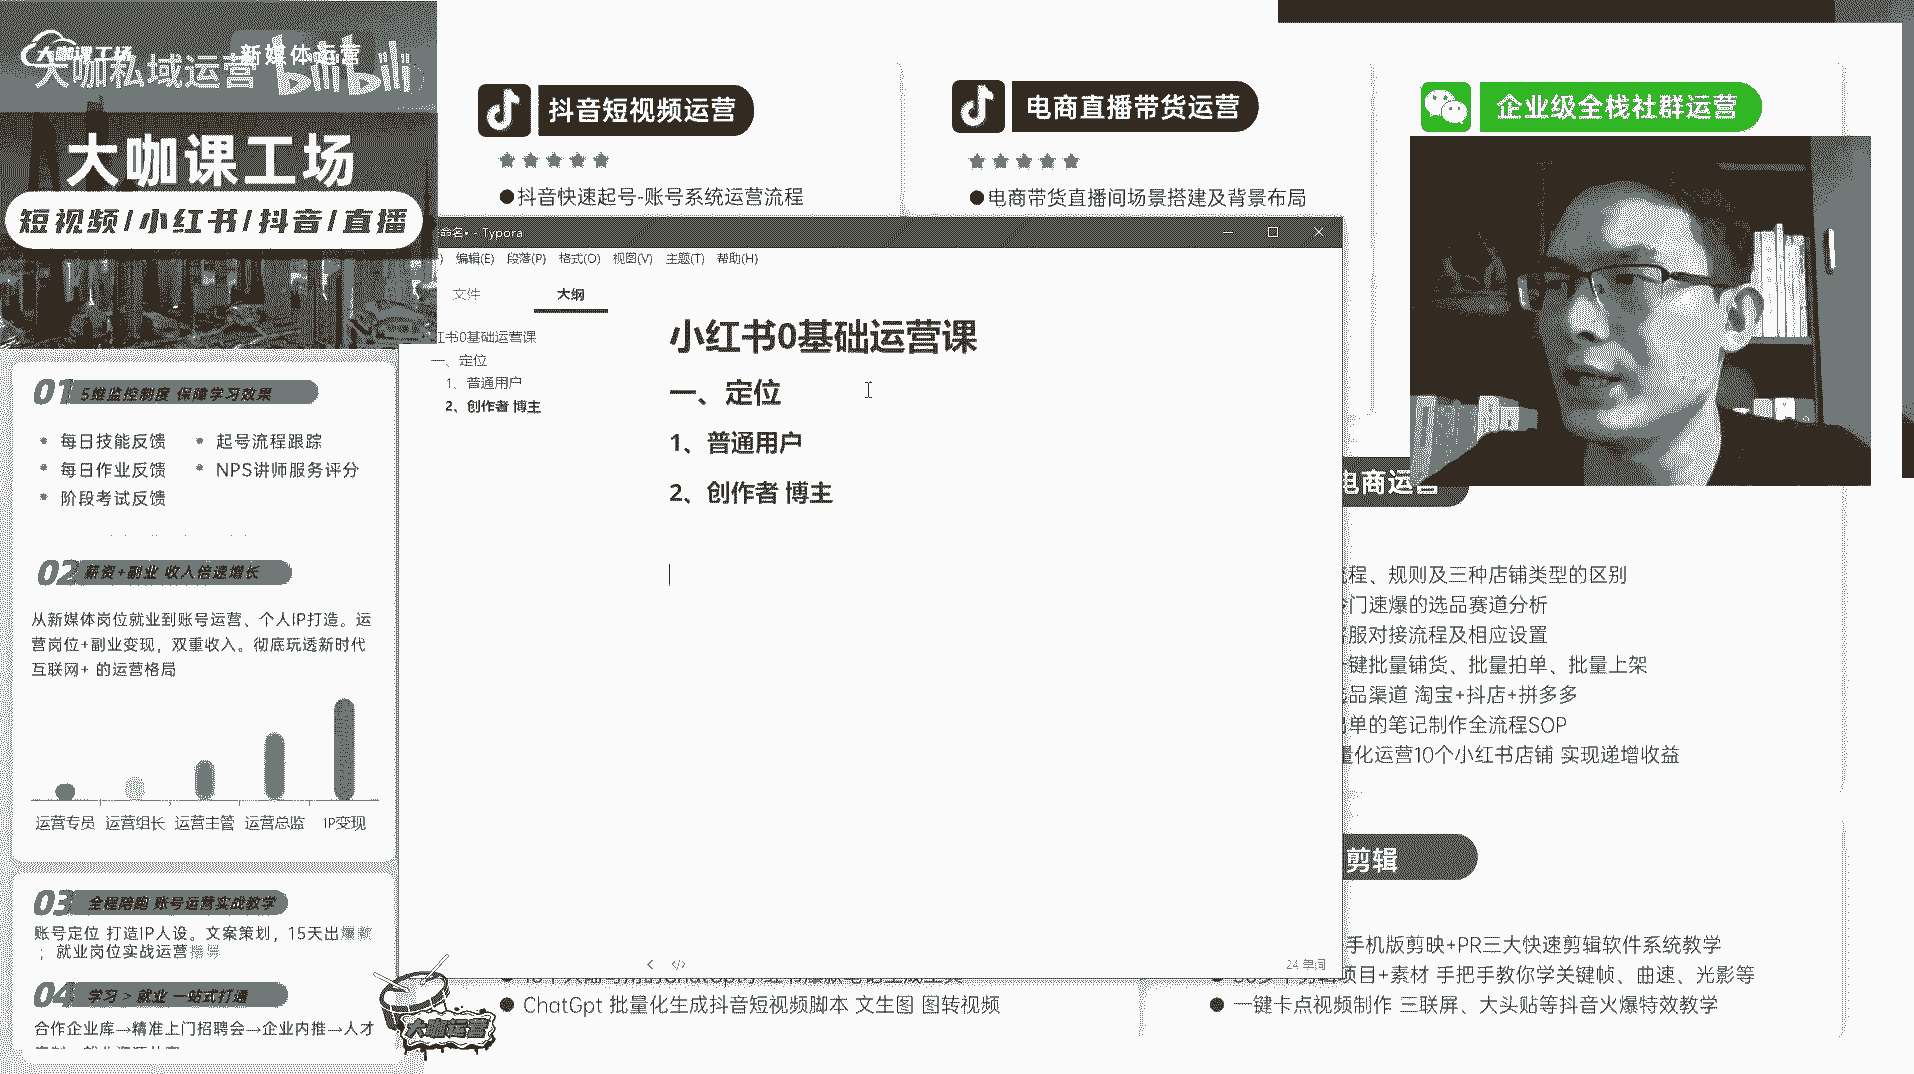 大咖课工场
新媒体运营
大咖私域运营 bilibili
大咖课工场
短视频/小红书/抖音/直播
01 5维监控制度 保障学习效果
每日技能反馈
起号流程跟踪
每日作业反馈
NPS讲师服务评分
阶段考试反馈
02 薪资+副业 收入倍速增长
从新媒体岗位就业到账号运营、个人IP打造。运
营岗位+副业变现，双重收入。彻底玩透新时代
互联网+ 的运营格局
运营专员 运营组长 运营主管 运营总监 IP变现
03 全程陪跑 账号运营实战教学
账号定位 打造IP人设。文案策划，15天出爆款
；就业岗位实战运营指导
04 学习 > 就业 一站式打通
合作企业库→精准上门招聘会→企业内推→人才
大咖运营
抖音短视频运营
●抖音快速起号-账号系统运营流程
电商直播带货运营
●电商带货直播间场景搭建及背景布局
企业级全栈社群运营
命名• - Typora
编辑(E) 段落(P) 格式(O) 视图(V) 主题(T) 帮助(H)
文件 大纲
红书0基础运营课
一、定位
1、普通用户
2、创作者 博主
小红书0基础运营课
一、定位
1、普通用户
2、创作者 博主
24 单词
电商运营
流程、规则及三种店铺类型的区别
冷门速爆的选品赛道分析
客服对接流程及相应设置
一键批量铺货、批量拍单、批量上架
选品渠道 淘宝+抖店+拼多多
出单的笔记制作全流程SOP
量化运营10个小红书店铺 实现递增收益
剪辑
手机版剪映+PR三大快速剪辑软件系统教学
项目+素材 手把手教你学关键帧、曲速、光影等
● 一键卡点视频制作 三联屏、大头贴等抖音火爆特效教学
● ChatGpt 批量化生成抖音短视频脚本 文生图 图转视频